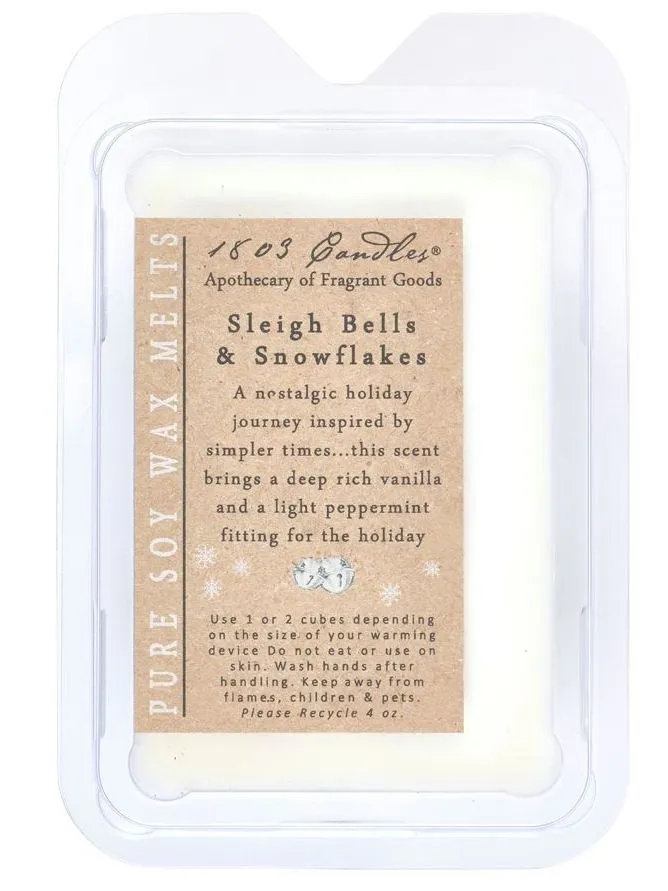 PURE SOY WAX MELTS
1803 Candles®
Apothecary of Fragrant Goods
Sleigh Bells
& Snowflakes
A nostalgic holiday
journey inspired by
simpler times...this scent
brings a deep rich vanilla
and a light peppermint
fitting for the holiday
Use 1 or 2 cubes depending
on the size of your warming
device Do not eat or use on
skin. Wash hands after
handling. Keep away from
flames, children & pets.
Please Recycle 4 oz.